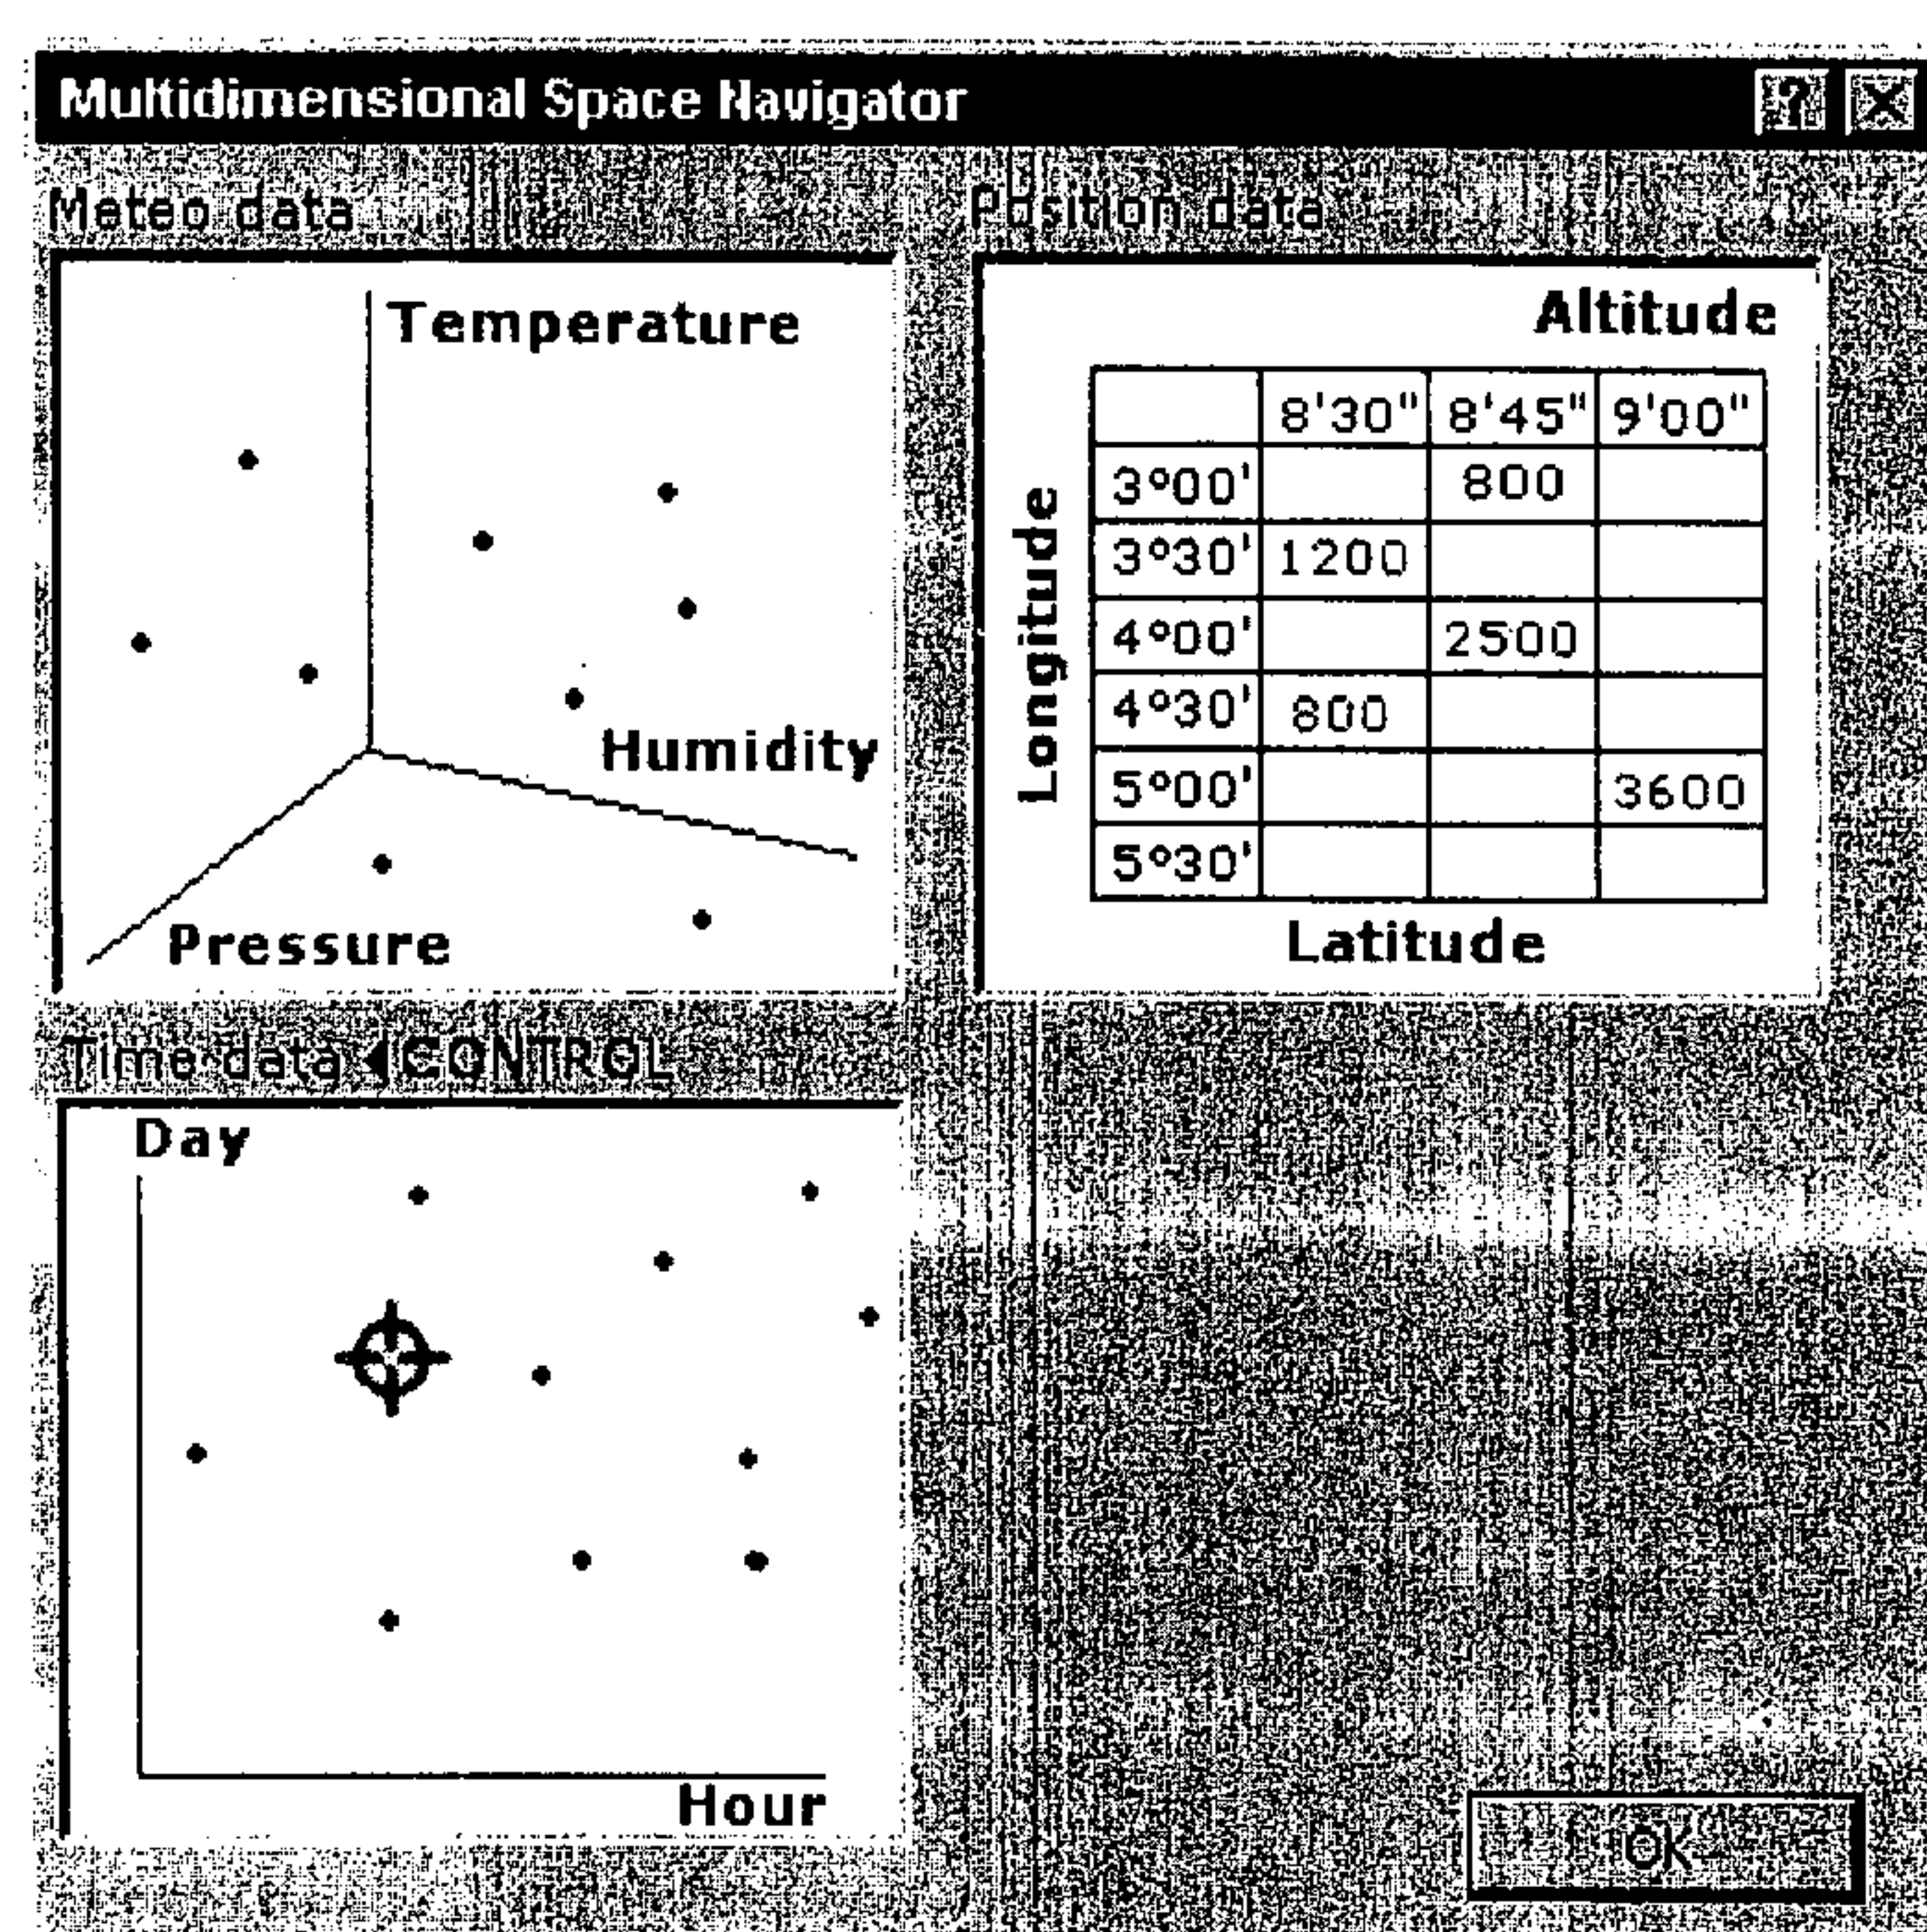 Multidimensional Space Navigator ? X
Meteo data
Temperature
Humidity
Pressure
Position data
Altitude
8'30" 8'45" 9'00"
3°00' 800
3°30' 1200
4°00' 2500
4°30' 800
5°00' 3600
5°30'
Longitude
Latitude
Time data ◀CONTROL
Day
Hour
OK